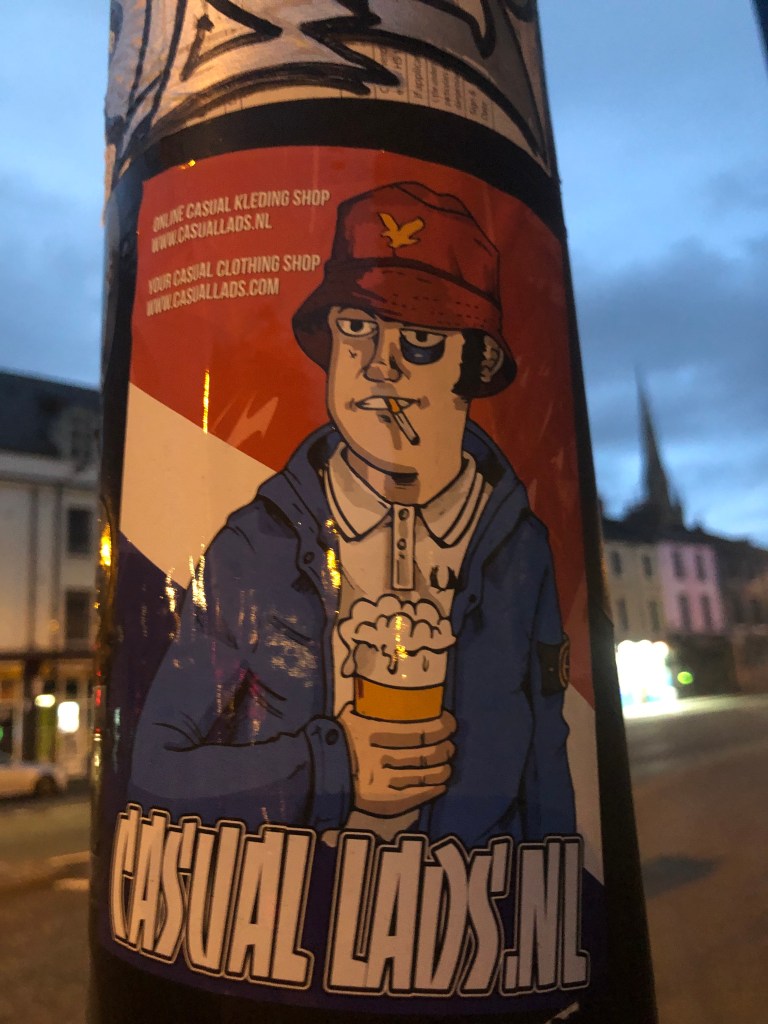 ONLINE CASUAL KLEDING SHOP
WWW.CASUALLADS.NL
YOUR CASUAL CLOTHING SHOP
WWW.CASUALLADS.COM
CASUAL LADS.NL